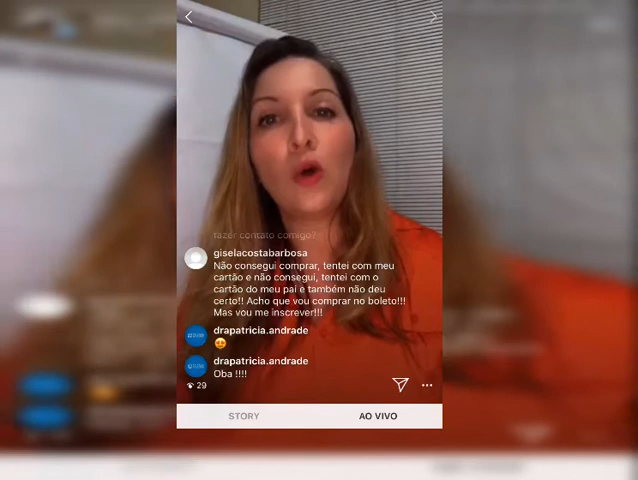 fazer contato comigo?
giselacostabarbosa
Não consegui comprar, tentei com meu
cartão e não consegui, tentei com o
cartão do meu pai e também não deu
certo!! Acho que vou comprar no boleto!!!
Mas vou me inscrever!!!
drapatricia.andrade
😍
drapatricia.andrade
Oba !!!!
29
STORY
AO VIVO